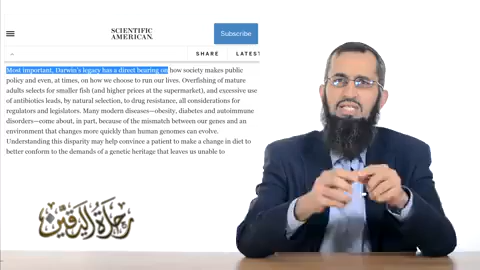 SCIENTIFIC
AMERICAN.
Subscribe
SHARE
LATEST
Most important, Darwin's legacy has a direct bearing on how society makes public
policy and even, at times, on how we choose to run our lives. Overfishing of mature
adults selects for smaller fish (and higher prices at the supermarket), and excessive use
of antibiotics leads, by natural selection, to drug resistance, all considerations for
regulators and legislators. Many modern diseases—obesity, diabetes and autoimmune
disorders—come about, in part, because of the mismatch between our genes and an
environment that changes more quickly than human genomes can evolve.
Understanding this disparity may help convince a patient to make a change in diet to
better conform to the demands of a genetic heritage that leaves us unable to
رحلة اليقين